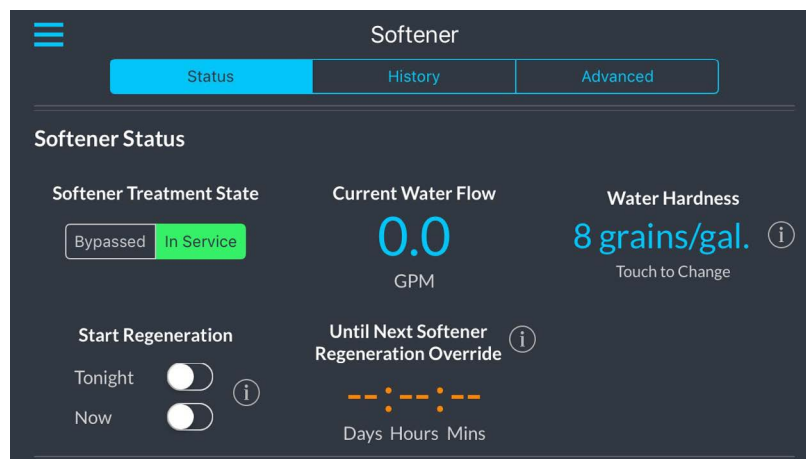 Softener
Status History Advanced
Softener Status
Softener Treatment State
Bypassed In Service
Current Water Flow
0.0
GPM
Water Hardness
8 grains/gal. i
Touch to Change
Start Regeneration
Tonight
Now
i
Until Next Softener
Regeneration Override i
--:--:--
Days Hours Mins